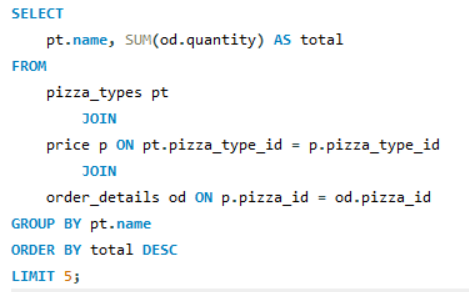 SELECT
pt.name, SUM(od.quantity) AS total
FROM
pizza_types pt
JOIN
price p ON pt.pizza_type_id = p.pizza_type_id
JOIN
order_details od ON p.pizza_id = od.pizza_id
GROUP BY pt.name
ORDER BY total DESC
LIMIT 5;